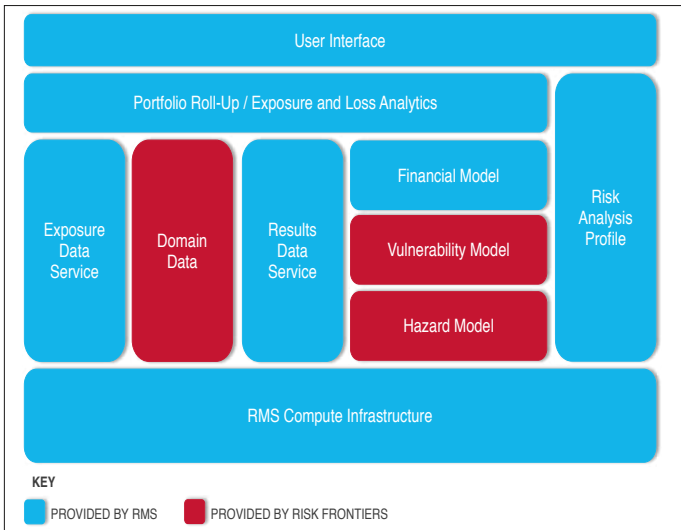 User Interface
Portfolio Roll-Up / Exposure and Loss Analytics
Exposure
Data
Service
Domain
Data
Results
Data
Service
Financial Model
Vulnerability Model
Hazard Model
Risk
Analysis
Profile
RMS Compute Infrastructure
KEY
PROVIDED BY RMS
PROVIDED BY RISK FRONTIERS